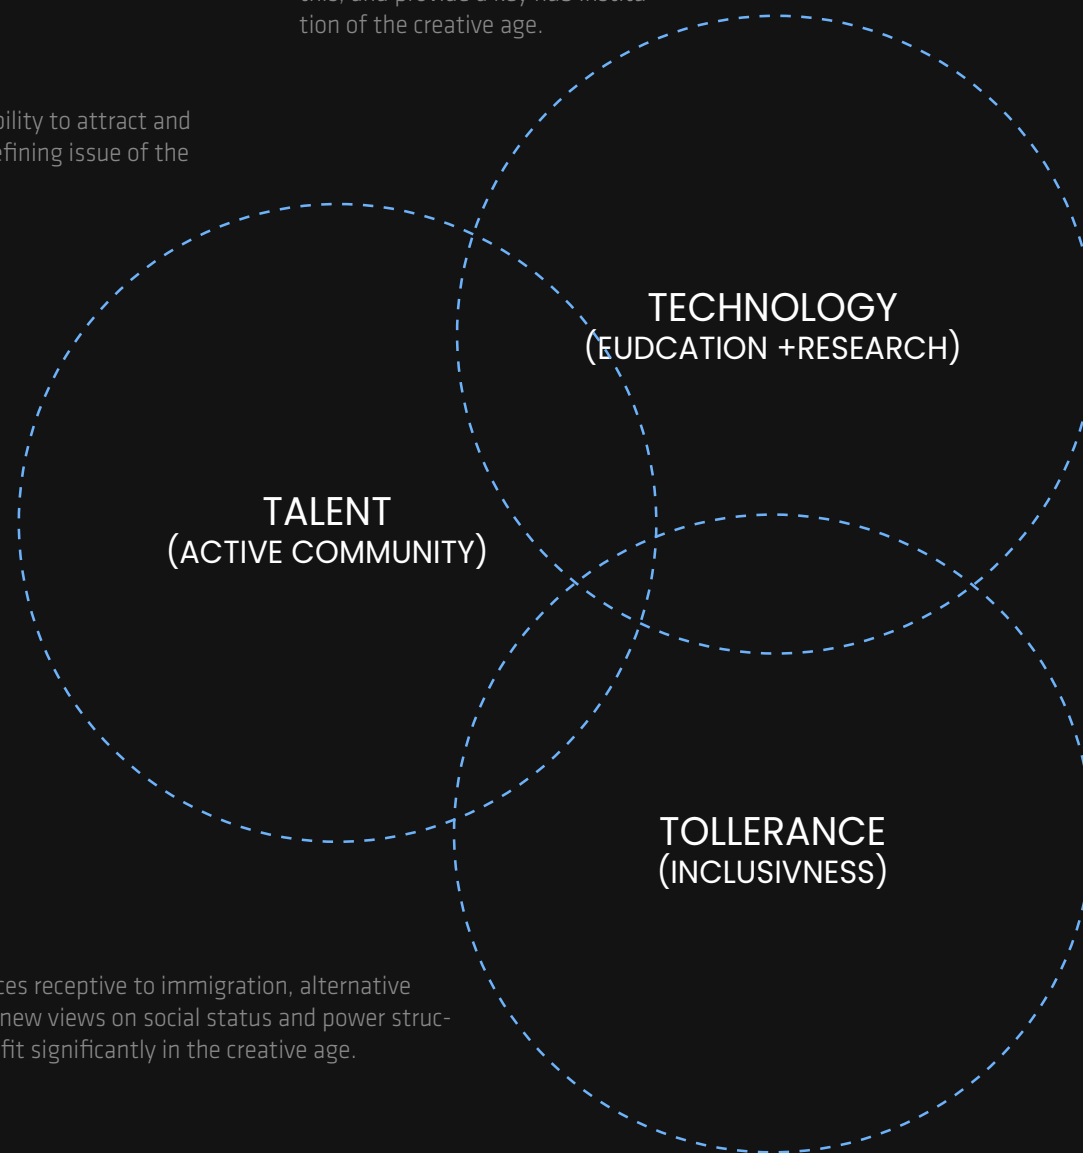 tion of the creative age.
bility to attract and
efining issue of the
TECHNOLOGY
(EUDCATION +RESEARCH)
TALENT
(ACTIVE COMMUNITY)
TOLLERANCE
(INCLUSIVNESS)
ces receptive to immigration, alternative
new views on social status and power struc-
fit significantly in the creative age.